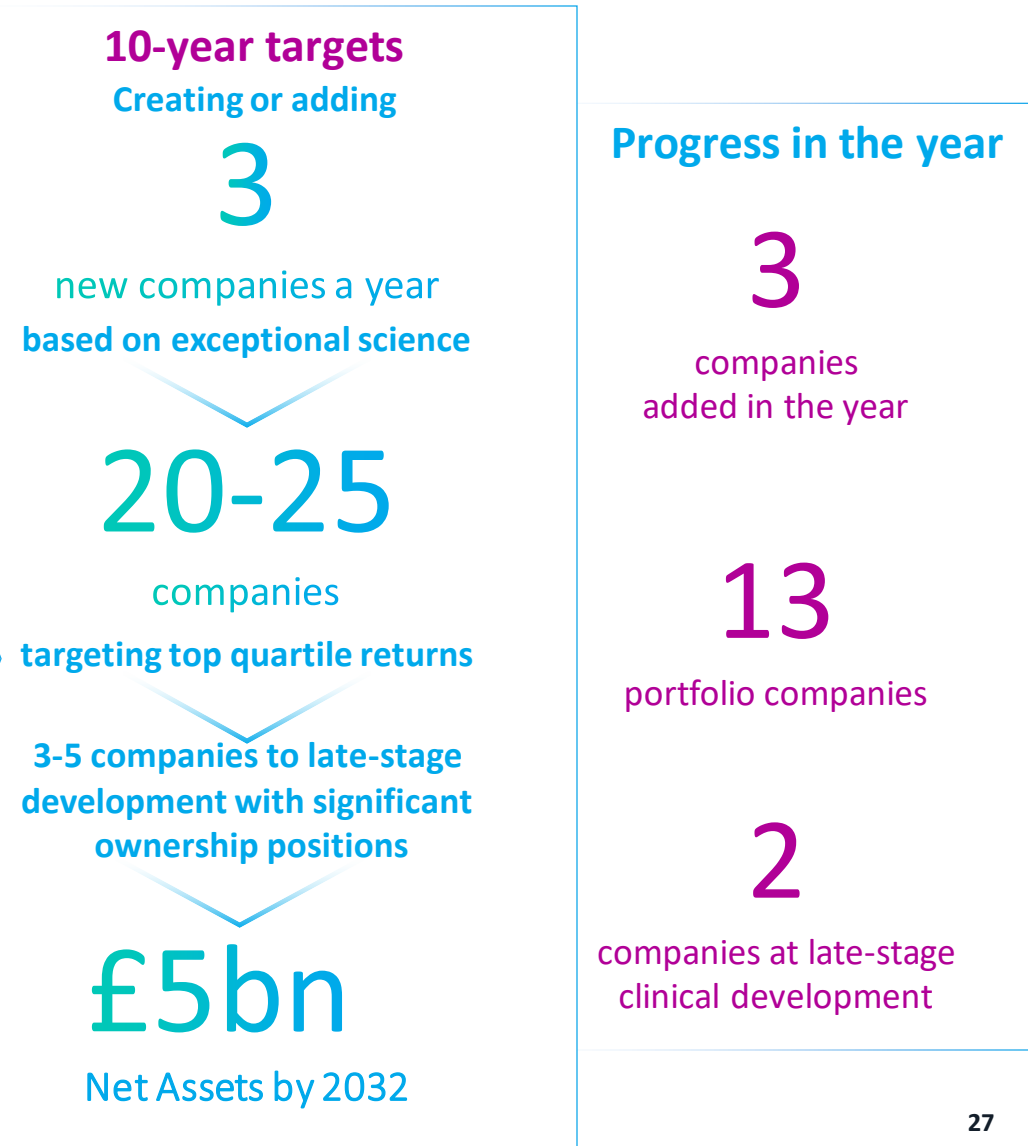 10-year targets
Creating or adding
3
new companies a year
based on exceptional science
20-25
companies
targeting top quartile returns
3-5 companies to late-stage
development with significant
ownership positions
£5bn
Net Assets by 2032
Progress in the year
3
companies
added in the year
13
portfolio companies
2
companies at late-stage
clinical development
27